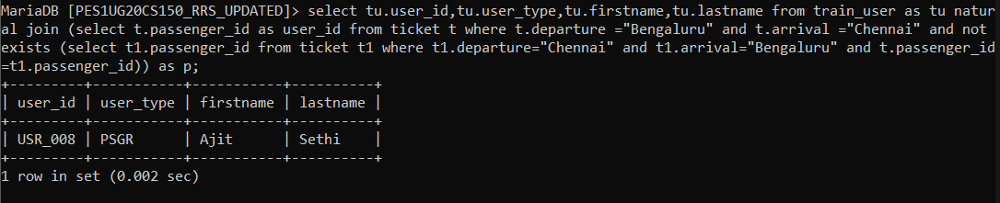 MariaDB [PES1UG20CS150_RRS_UPDATED]> select tu.user_id,tu.user_type,tu.firstname,tu.lastname from train_user as tu natu
ral join (select t.passenger_id as user_id from ticket t where t.departure ="Bengaluru" and t.arrival ="Chennai" and not
exists (select t1.passenger_id from ticket t1 where t1.departure="Chennai" and t1.arrival="Bengaluru" and t.passenger_id
=t1.passenger_id)) as p;
+---------+-----------+-----------+----------+
| user_id | user_type | firstname | lastname |
+---------+-----------+-----------+----------+
| USR_008 | PSGR      | Ajit      | Sethi    |
+---------+-----------+-----------+----------+
1 row in set (0.002 sec)